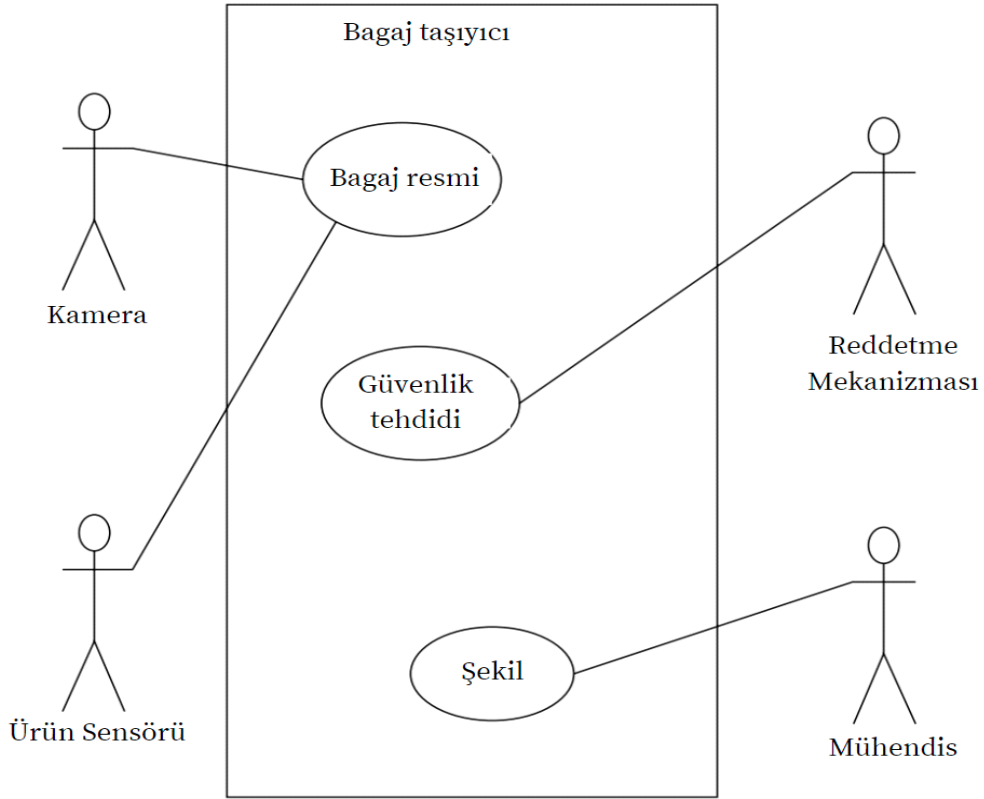 Bagaj taşıyıcı
Bagaj resmi
Kamera
Reddetme
Mekanizması
Güvenlik
tehdidi
Şekil
Ürün Sensörü
Mühendis